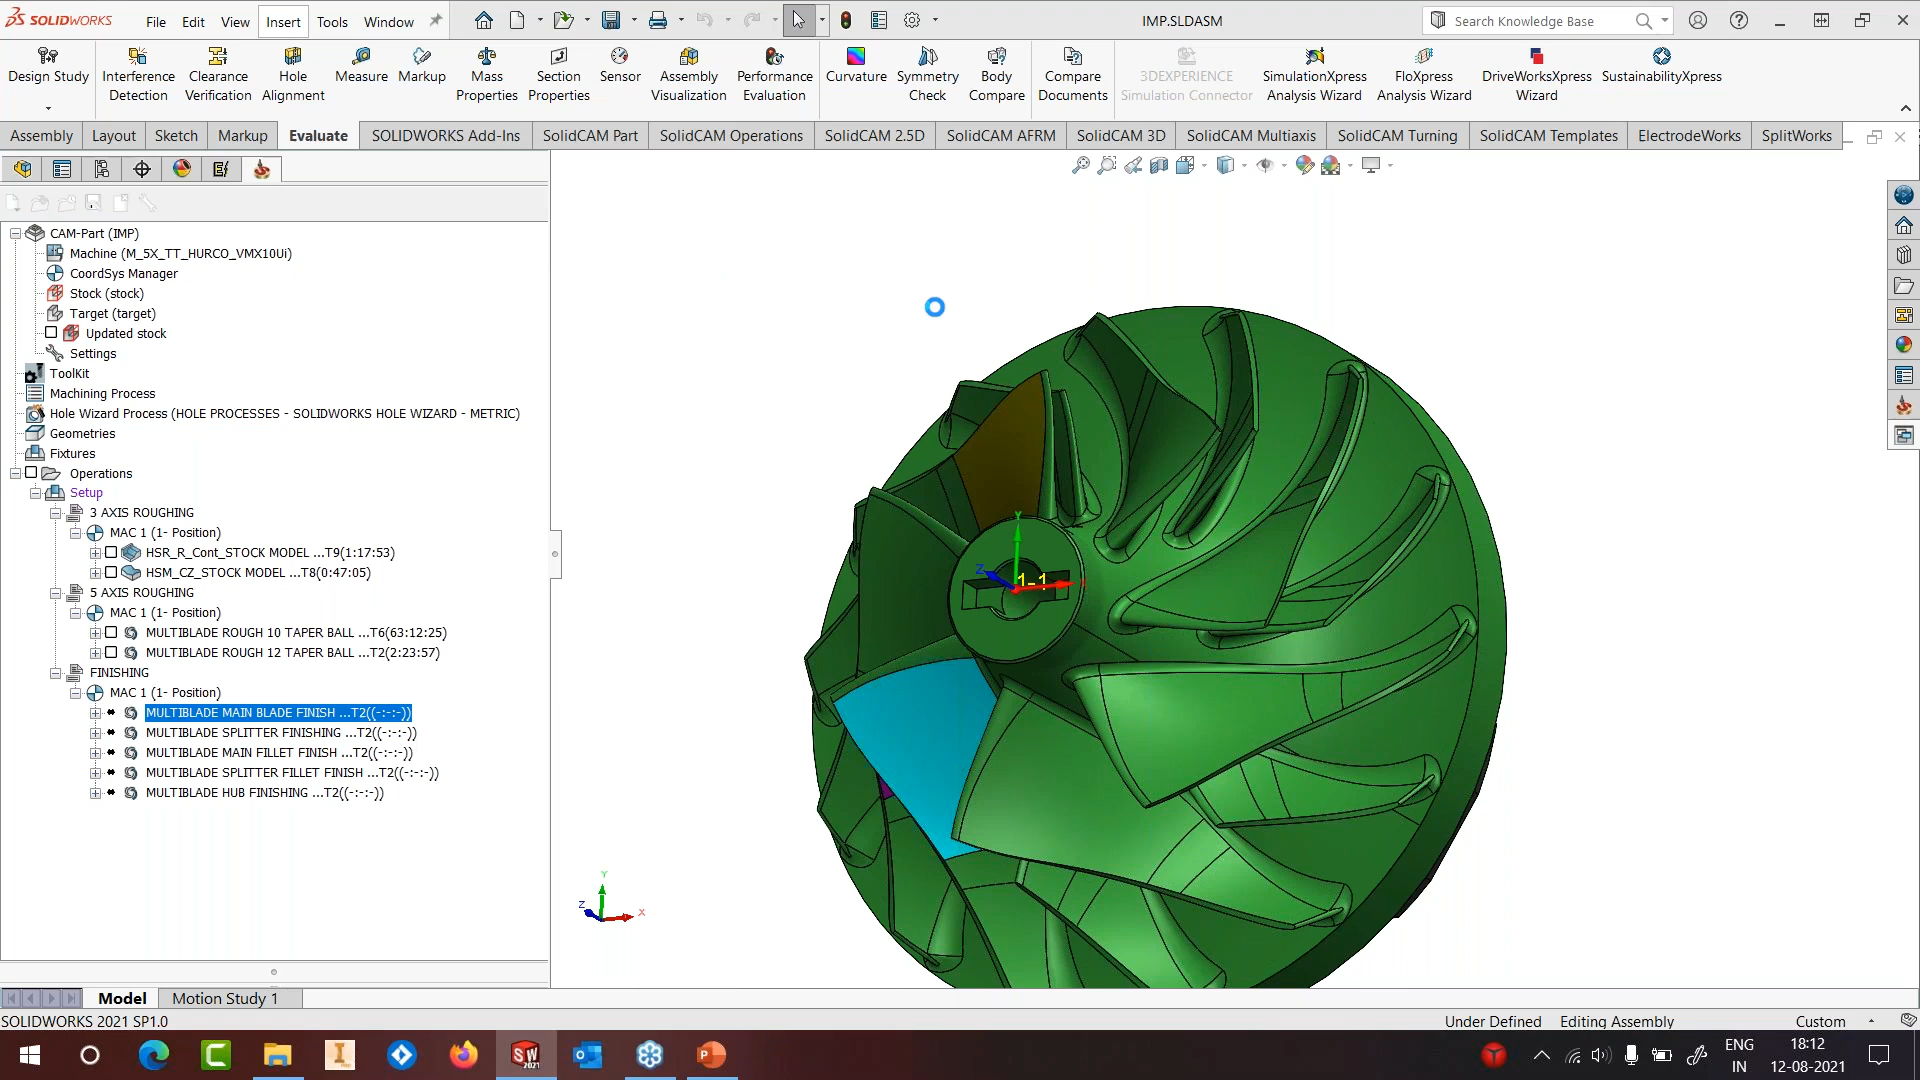 SOLIDWORKS File Edit View Insert Tools Window IMP.SLDASM Search Knowledge Base
Design Study Interference Detection Clearance Verification Hole Alignment Measure Markup Mass Properties Section Properties Sensor Assembly Visualization Performance Evaluation Curvature Symmetry Check Body Compare Compare Documents 3DEXPERIENCE Simulation Connector SimulationXpress Analysis Wizard FloXpress Analysis Wizard DriveWorksXpress Wizard SustainabilityXpress
Assembly Layout Sketch Markup Evaluate SOLIDWORKS Add-Ins SolidCAM Part SolidCAM Operations SolidCAM 2.5D SolidCAM AFRM SolidCAM 3D SolidCAM Multiaxis SolidCAM Turning SolidCAM Templates ElectrodeWorks SplitWorks
CAM-Part (IMP)
Machine (M_5X_TT_HURCO_VMX10Ui)
CoordSys Manager
Stock (stock)
Target (target)
Updated stock
Settings
ToolKit
Machining Process
Hole Wizard Process (HOLE PROCESSES - SOLIDWORKS HOLE WIZARD - METRIC)
Geometries
Fixtures
Operations
Setup
3 AXIS ROUGHING
MAC 1 (1- Position)
HSR_R_Cont_STOCK MODEL ...T9(1:17:53)
HSM_CZ_STOCK MODEL ...T8(0:47:05)
5 AXIS ROUGHING
MAC 1 (1- Position)
MULTIBLADE ROUGH 10 TAPER BALL ...T6(63:12:25)
MULTIBLADE ROUGH 12 TAPER BALL ...T2(2:23:57)
FINISHING
MAC 1 (1- Position)
MULTIBLADE MAIN BLADE FINISH ...T2((-:-:-))
MULTIBLADE SPLITTER FINISHING ...T2((-:-:-))
MULTIBLADE MAIN FILLET FINISH ...T2((-:-:-))
MULTIBLADE SPLITTER FILLET FINISH ...T2((-:-:-))
MULTIBLADE HUB FINISHING ...T2((-:-:-))
Y
Z 1-1 X
Y
Z X
Model Motion Study 1
SOLIDWORKS 2021 SP1.0 Under Defined Editing Assembly Custom
ENG 18:12
IN 12-08-2021